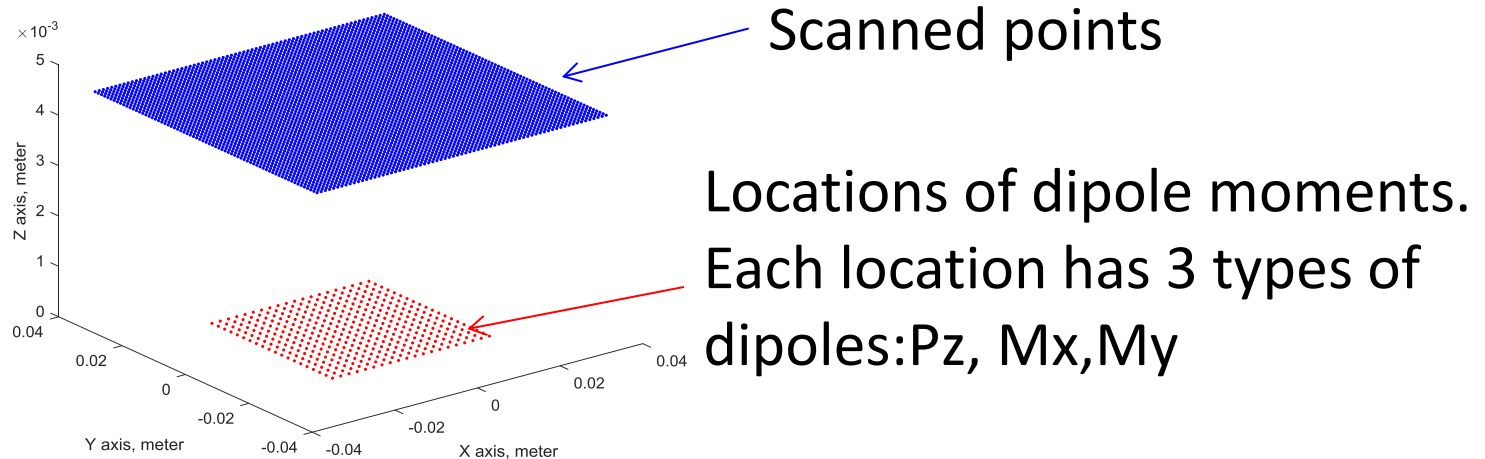 Scanned points
Locations of dipole moments.
Each location has 3 types of
dipoles:Pz, Mx,My
×10⁻³
5
4
3
2
1
0
Z axis, meter
0.04
0.02
0
-0.02
-0.04
Y axis, meter
-0.04
-0.02
0
0.02
0.04
X axis, meter